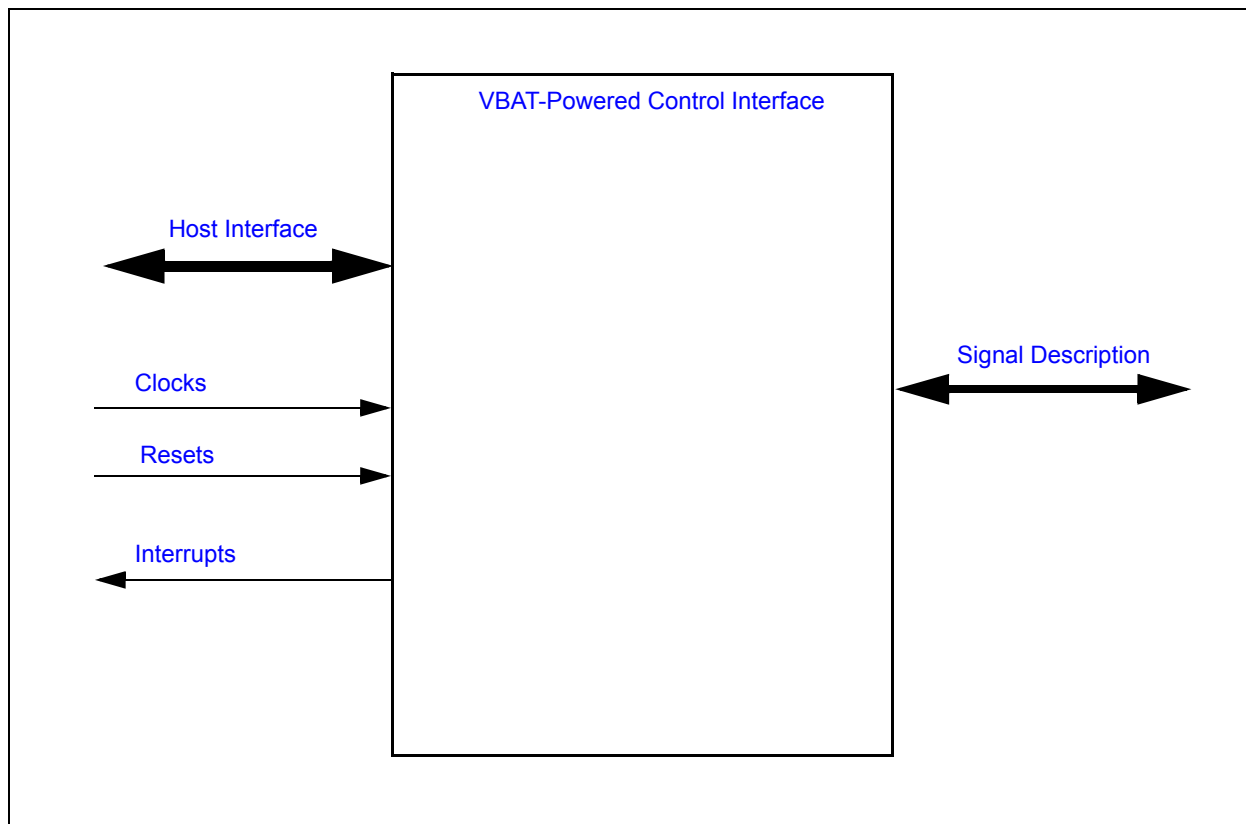 VBAT-Powered Control Interface
Host Interface
Signal Description
Clocks
Resets
Interrupts